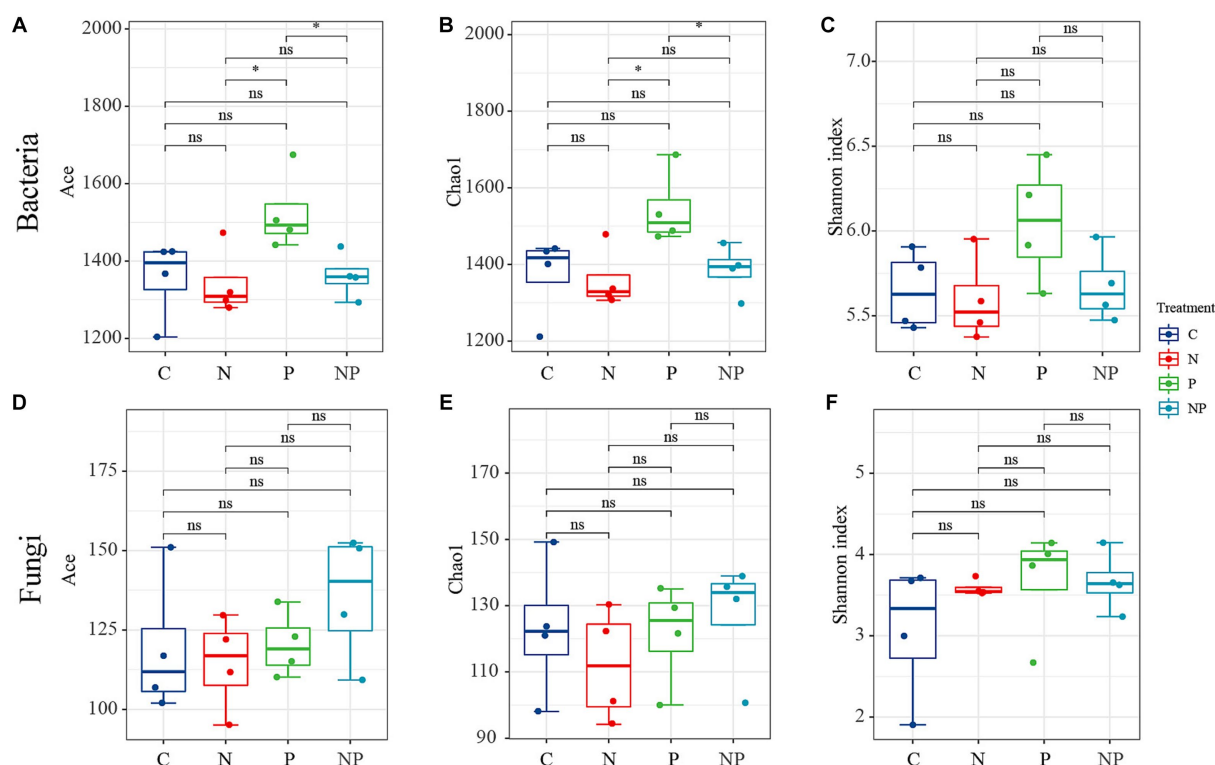 A
Bacteria
Ace
2000
1800
1600
1400
1200
*
ns
*
ns
ns
ns
C N P NP
B
Chao1
2000
1800
1600
1400
1200
*
ns
*
ns
ns
ns
C N P NP
C
Shannon index
7.0
6.5
6.0
5.5
ns
ns
ns
ns
ns
ns
C N P NP
Treatment
C
N
P
NP
D
Fungi
Ace
175
150
125
100
ns
ns
ns
ns
ns
ns
C N P NP
E
Chao1
170
150
130
110
90
ns
ns
ns
ns
ns
ns
C N P NP
F
Shannon index
5
4
3
2
ns
ns
ns
ns
ns
ns
C N P NP